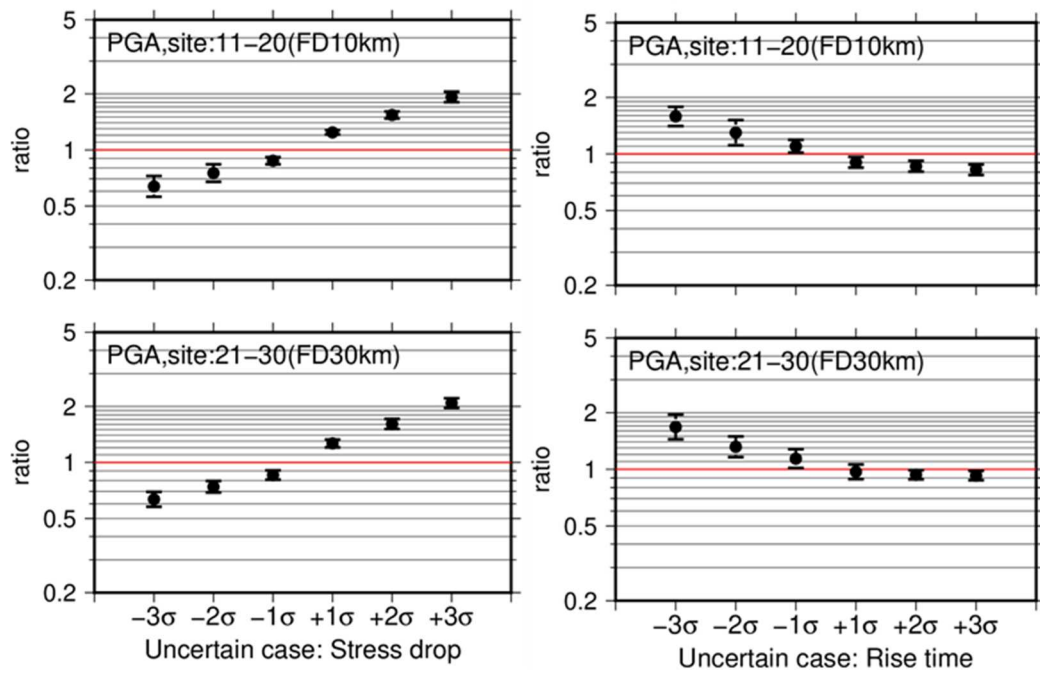 PGA,site:11−20(FD10km)
5
2
1
0.5
0.2
ratio
PGA,site:21−30(FD30km)
5
2
1
0.5
0.2
ratio
−3σ −2σ −1σ +1σ +2σ +3σ
Uncertain case: Stress drop
PGA,site:11−20(FD10km)
5
2
1
0.5
0.2
ratio
PGA,site:21−30(FD30km)
5
2
1
0.5
0.2
ratio
−3σ −2σ −1σ +1σ +2σ +3σ
Uncertain case: Rise time